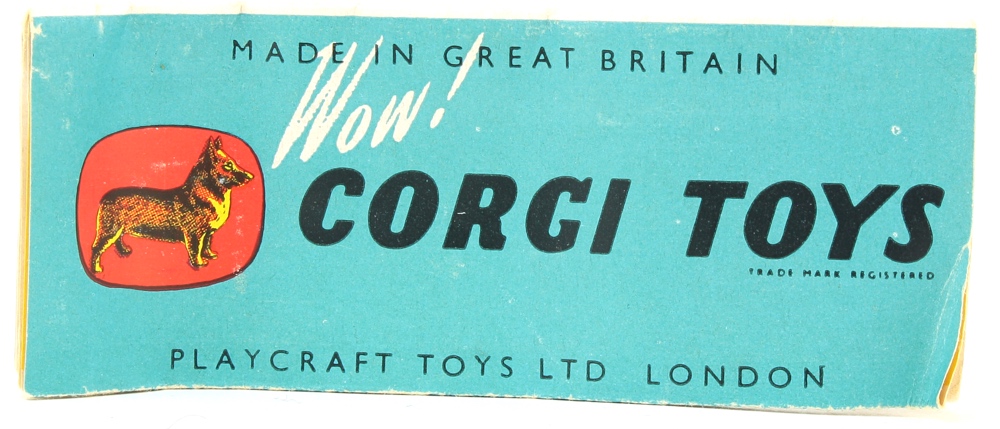 MADE IN GREAT BRITAIN
Wow!
CORGI TOYS
TRADE MARK REGISTERED
PLAYCRAFT TOYS LTD LONDON